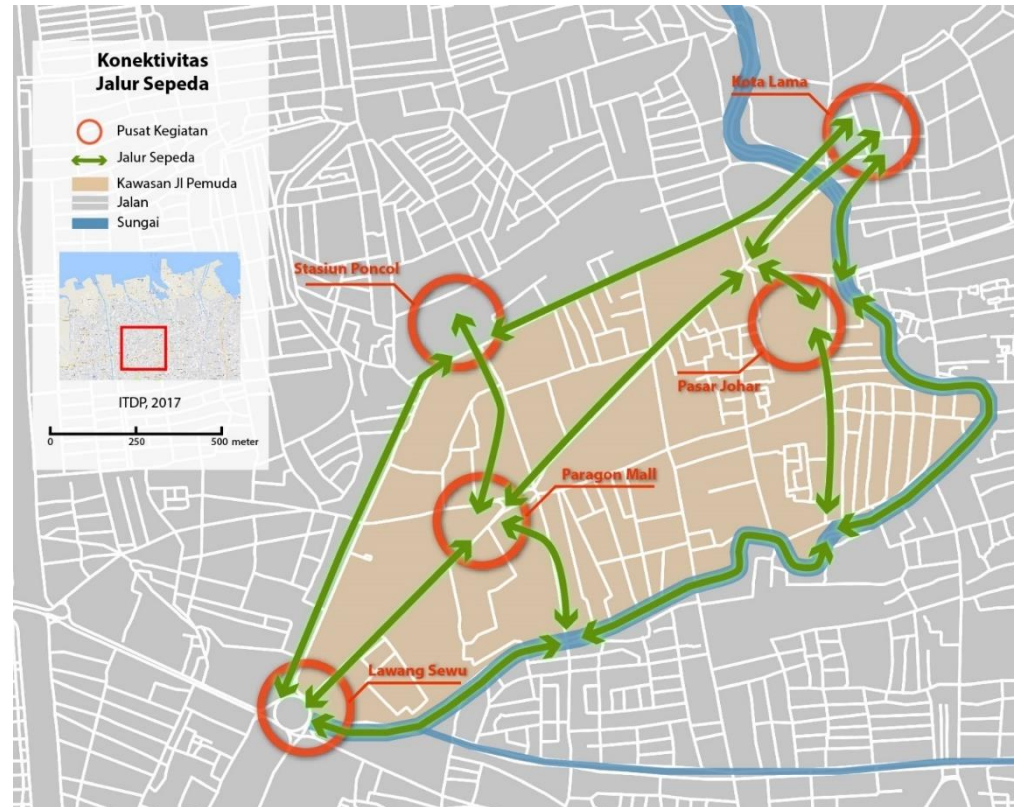 Konektivitas
Jalur Sepeda
Pusat Kegiatan
Jalur Sepeda
Kawasan Jl Pemuda
Jalan
Sungai
ITDP, 2017
0 250 500 meter
Kota Lama
Stasiun Poncol
Pasar Johar
Paragon Mall
Lawang Sewu